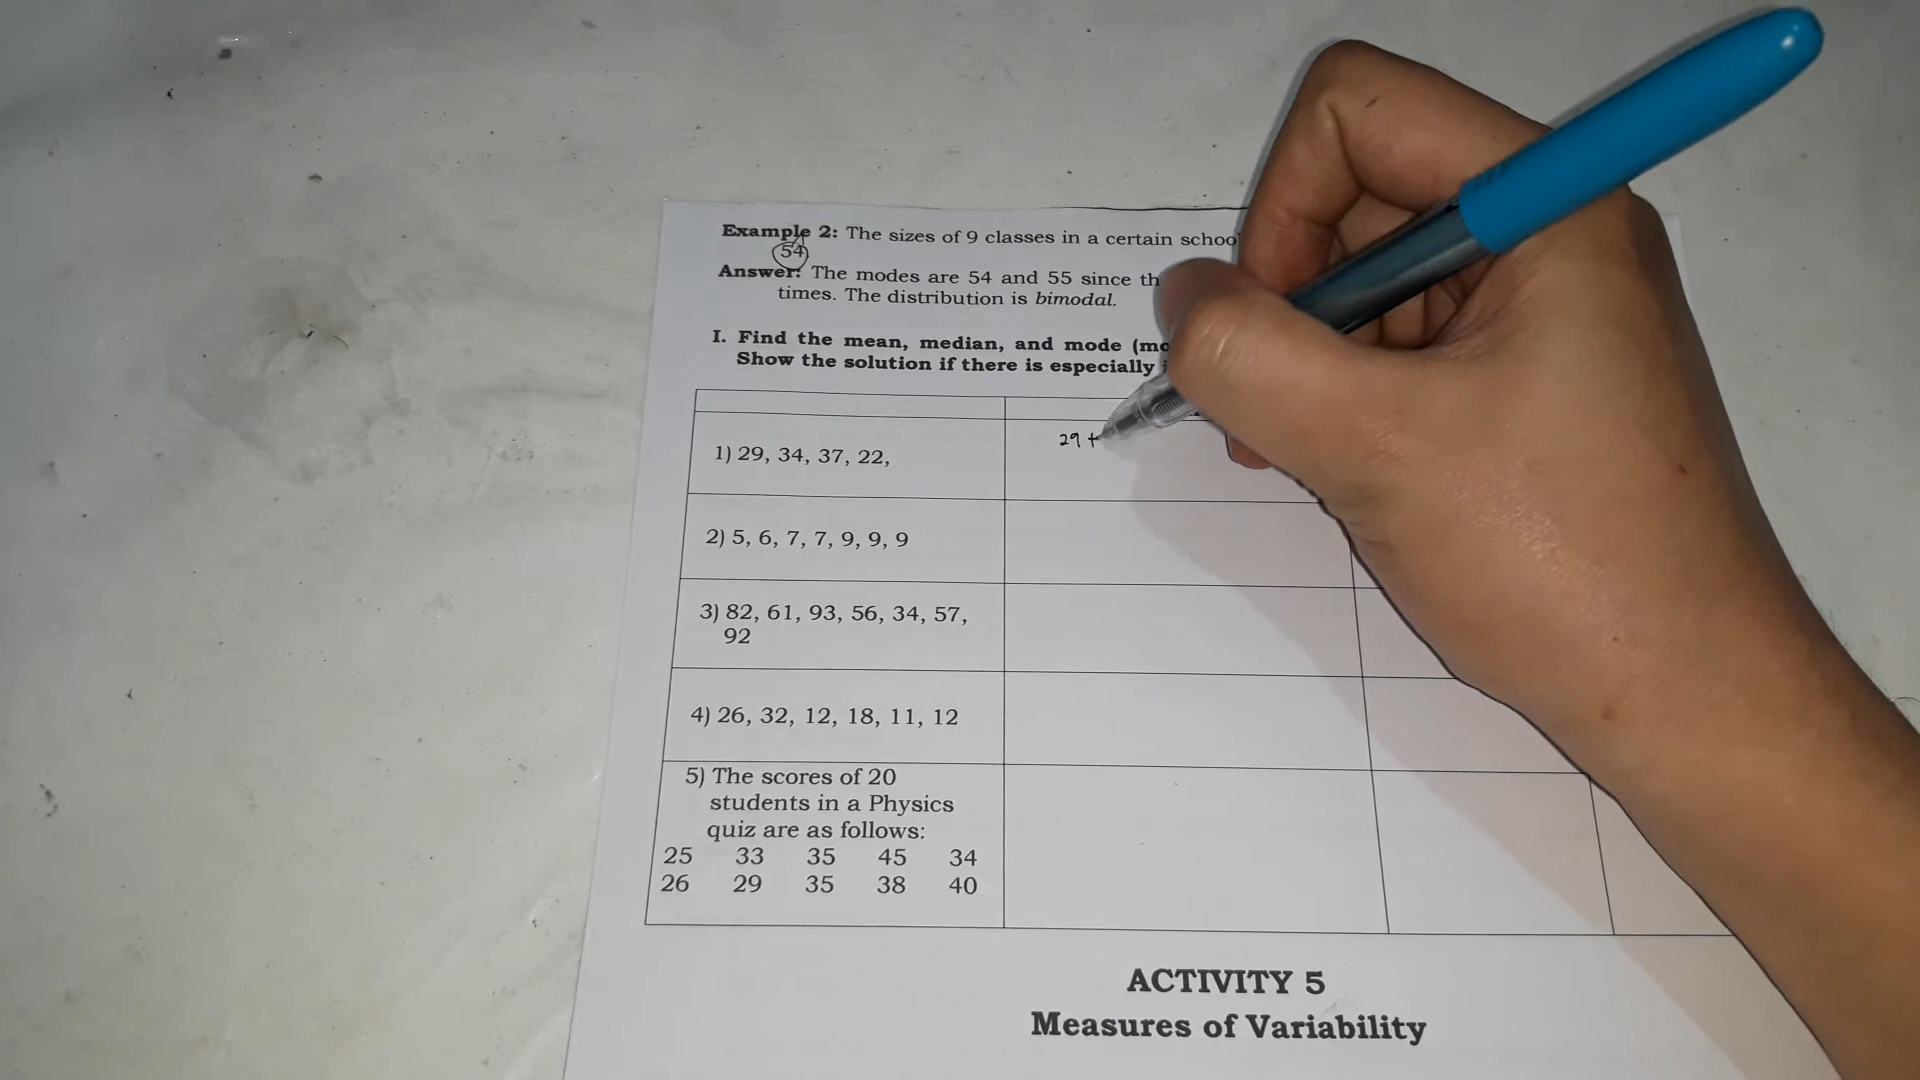 Example 2: The sizes of 9 classes in a certain schoo
54
Answer: The modes are 54 and 55 since th
times. The distribution is bimodal.
I. Find the mean, median, and mode (mo
Show the solution if there is especially
29 +
1) 29, 34, 37, 22,
2) 5, 6, 7, 7, 9, 9, 9
3) 82, 61, 93, 56, 34, 57,
92
4) 26, 32, 12, 18, 11, 12
5) The scores of 20
students in a Physics
quiz are as follows:
25 33 35 45 34
26 29 35 38 40
ACTIVITY 5
Measures of Variability